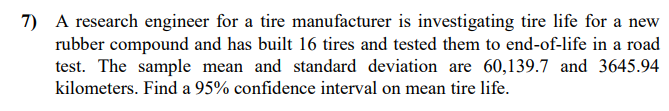 7) A research engineer for a tire manufacturer is investigating tire life for a new
rubber compound and has built 16 tires and tested them to end-of-life in a road
test. The sample mean and standard deviation are 60,139.7 and 3645.94
kilometers. Find a 95% confidence interval on mean tire life.